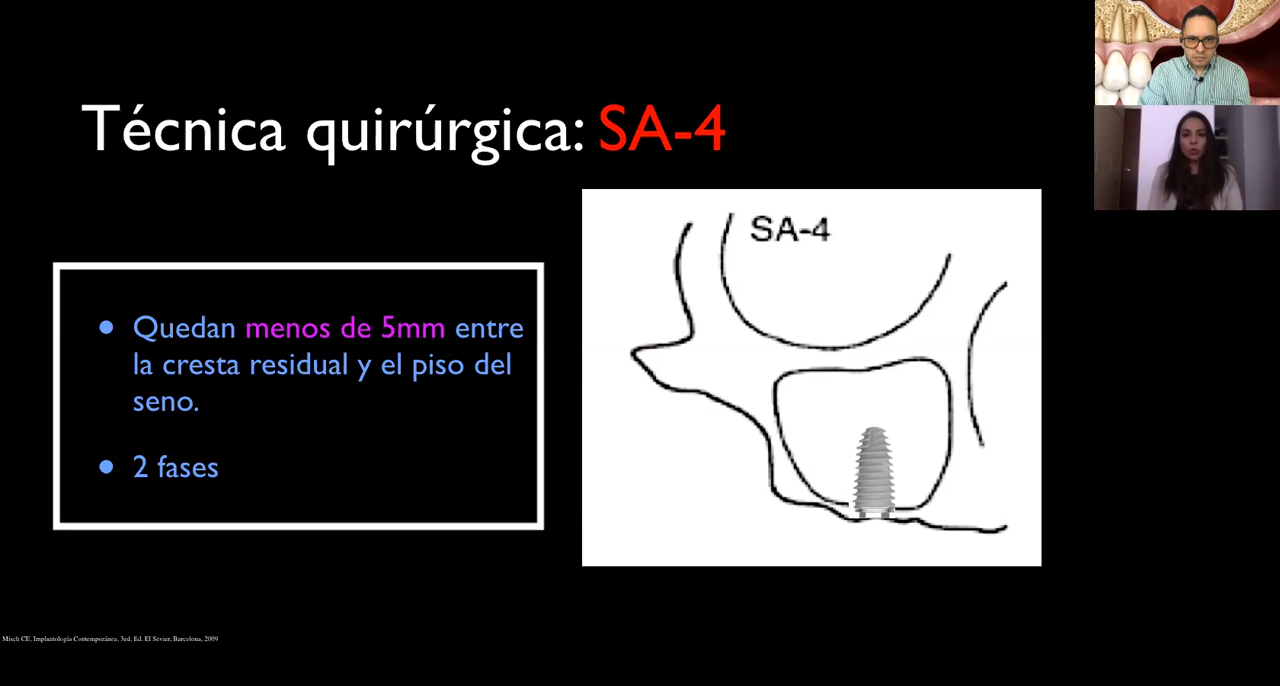 Técnica quirúrgica: SA-4
Quedan menos de 5mm entre
la cresta residual y el piso del
seno.
2 fases
SA-4
Misch CE, Implantología Contemporánea, 3ed. Ed. El Sevier, Barcelona, 2009